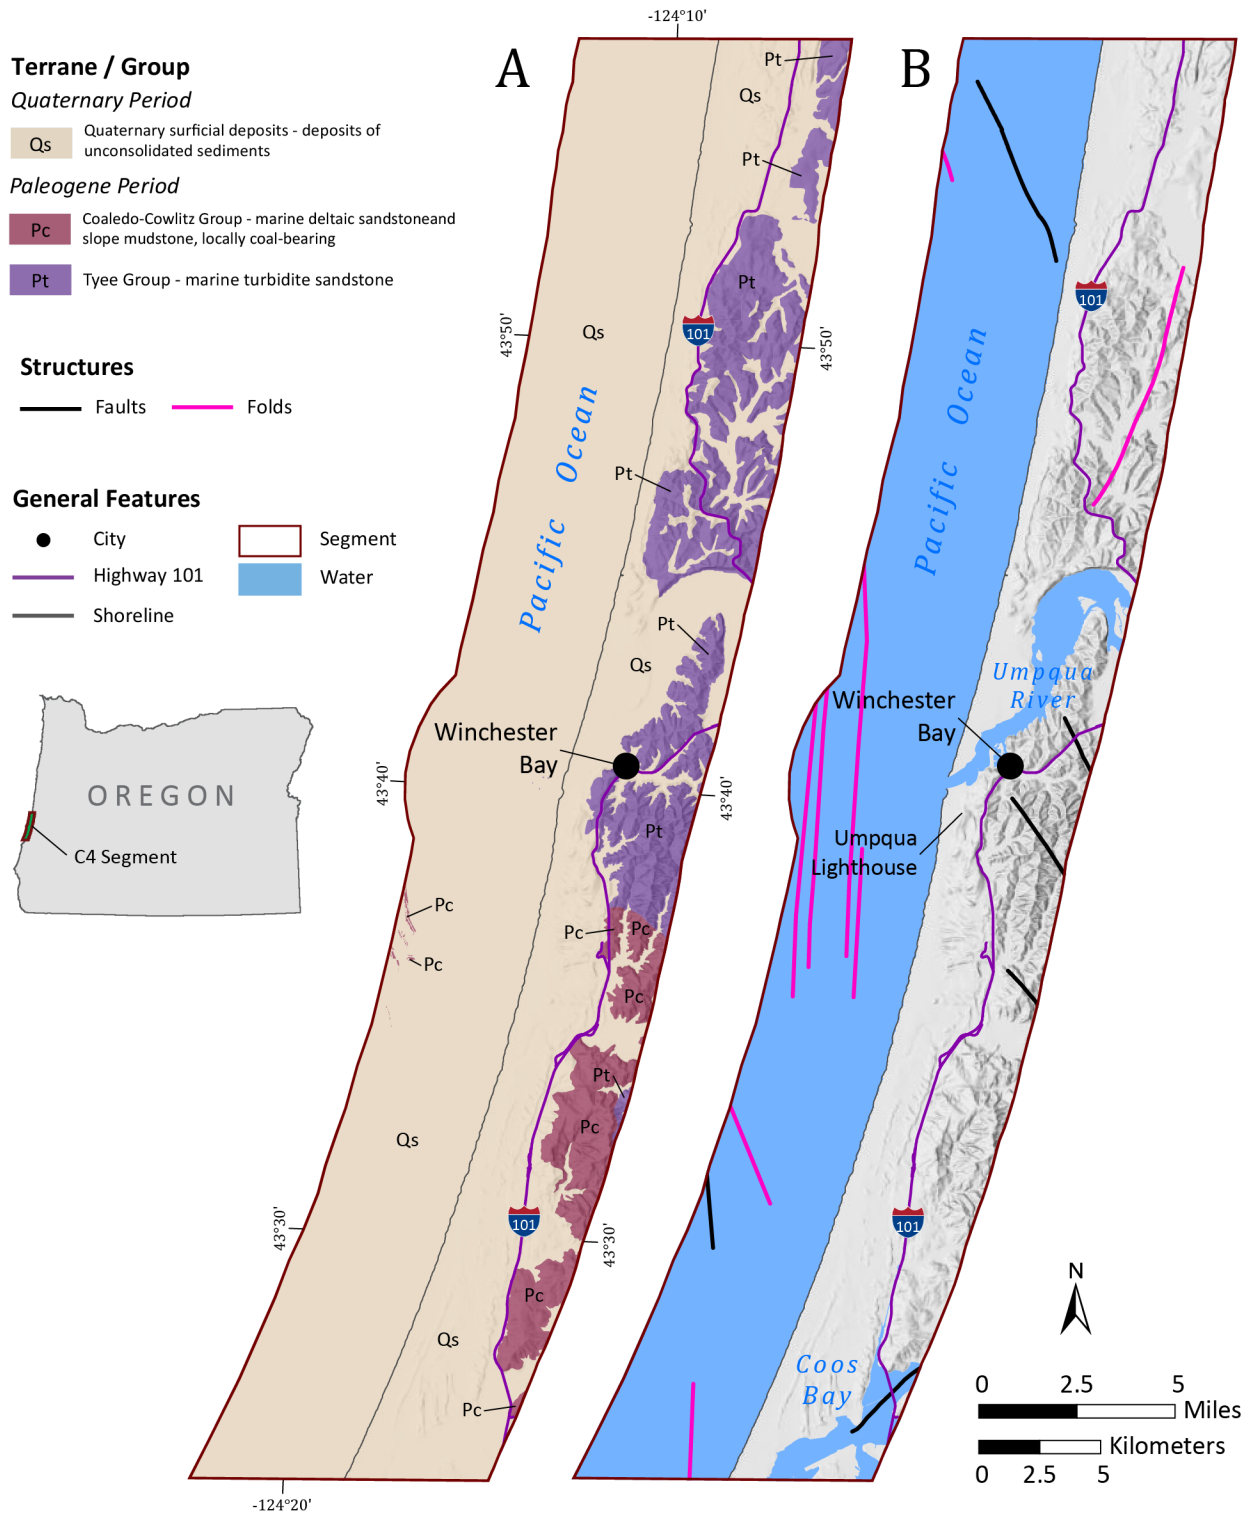 Terrane / Group
Quaternary Period
Qs
Quaternary surficial deposits - deposits of
unconsolidated sediments
Paleogene Period
Pc
Coaledo-Cowlitz Group - marine deltaic sandstoneand
slope mudstone, locally coal-bearing
Pt
Tyee Group - marine turbidite sandstone
Structures
Faults
Folds
General Features
City
Segment
Highway 101
Water
Shoreline
OREGON
C4 Segment
A
-124°10'
Pt
Qs
Pt
Pt
43°50'
Qs
101
43°50'
Pacific Ocean
Pt
Pt
Qs
Winchester
Bay
43°40'
43°40'
Pt
Pc
Pc
Pc
Pc
Pc
Pt
Pc
Qs
101
43°30'
43°30'
Pc
Qs
Pc
-124°20'
B
101
Pacific Ocean
Umpqua
River
Winchester
Bay
Umpqua
Lighthouse
101
Coos
Bay
N
0 2.5 5
Miles
Kilometers
0 2.5 5